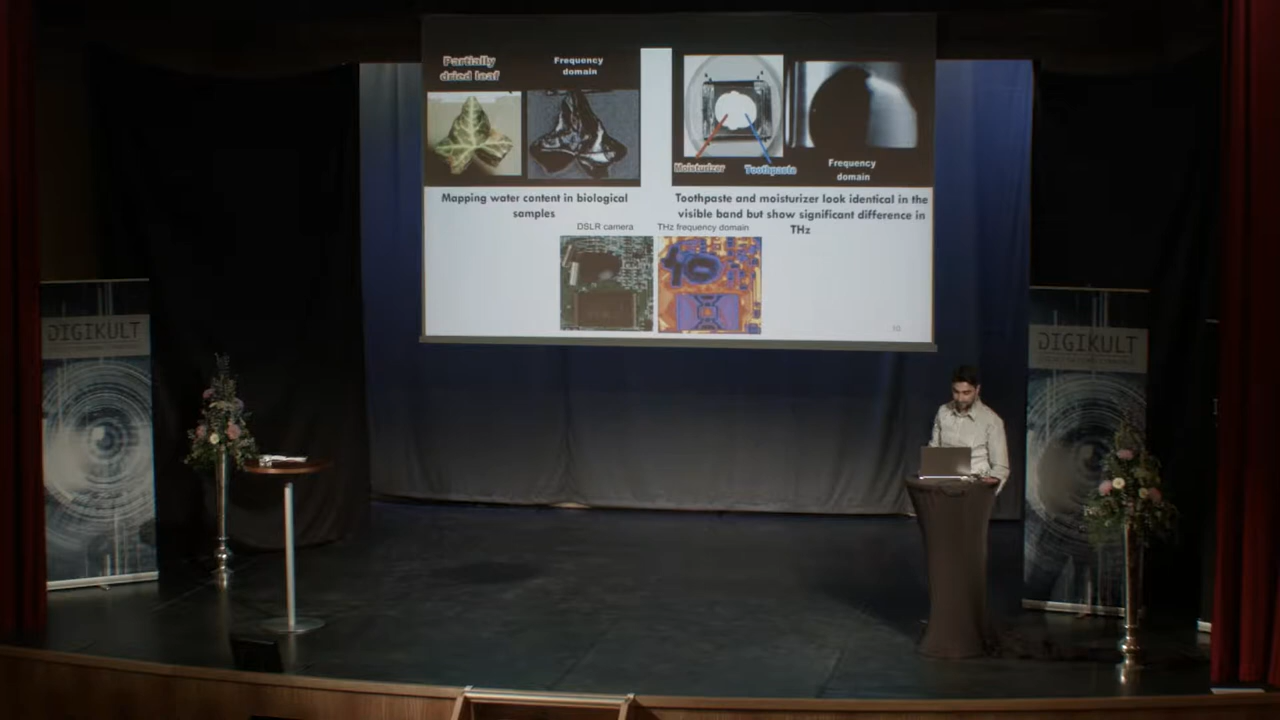 Partially
dried leaf
Frequency
domain
Moisturizer
Toothpaste
Frequency
domain
Mapping water content in biological
samples
Toothpaste and moisturizer look identical in the
visible band but show significant difference in
THz
DSLR camera
THz frequency domain
10
DIGIKULT
DIGIKULT